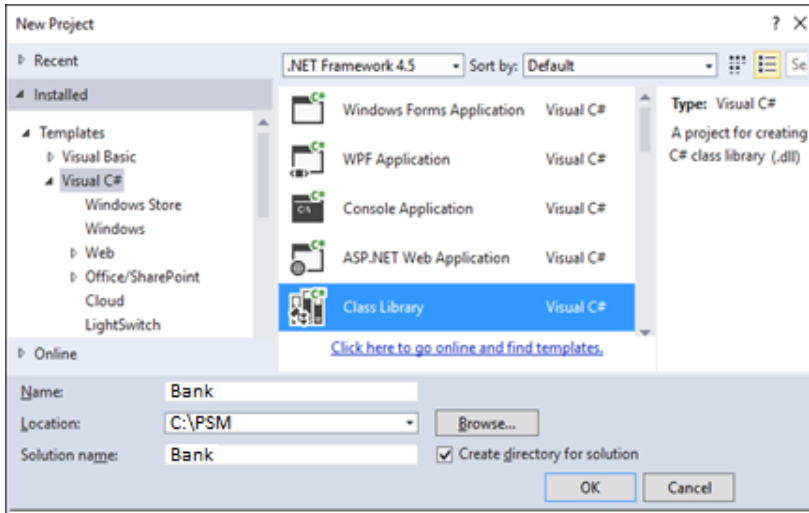 New Project
Recent
Installed
Templates
Visual Basic
Visual C#
Windows Store
Windows
Web
Office/SharePoint
Cloud
LightSwitch
Online
.NET Framework 4.5
Sort by: Default
Se
Windows Forms Application Visual C#
WPF Application Visual C#
Console Application Visual C#
ASP.NET Web Application Visual C#
Class Library Visual C#
Click here to go online and find templates.
Type: Visual C#
A project for creating
C# class library (.dll)
Name: Bank
Location: C:\PSM Browse...
Solution name: Bank Create directory for solution
OK Cancel